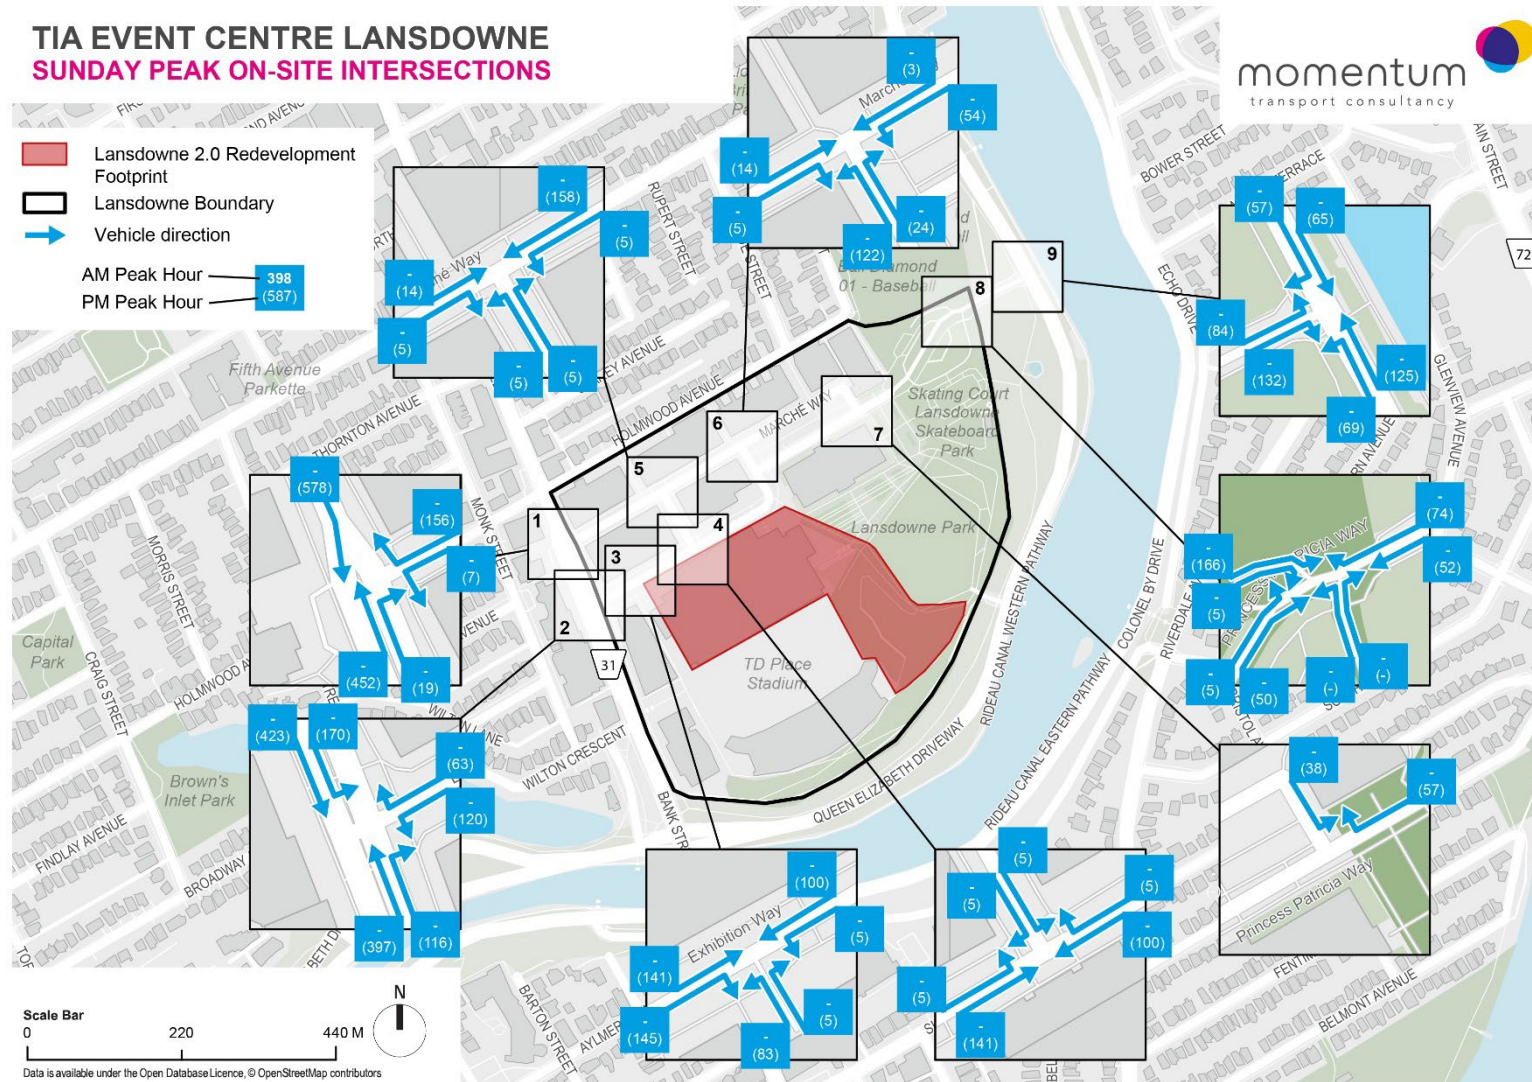 TIA EVENT CENTRE LANSDOWNE
SUNDAY PEAK ON-SITE INTERSECTIONS
momentum
transport consultancy
Lansdowne 2.0 Redevelopment
Footprint
Lansdowne Boundary
Vehicle direction
AM Peak Hour
398
PM Peak Hour
(587)
-
(158)
-
(5)
-
(14)
-
(5)
-
(5)
-
(5)
-
(3)
-
(54)
-
(14)
-
(5)
-
(122)
-
(24)
-
(57)
-
(65)
-
(84)
-
(132)
-
(125)
-
(69)
-
(578)
-
(156)
-
(7)
-
(452)
-
(19)
-
(74)
-
(166)
-
(52)
-
(5)
-
(5)
-
(50)
-
(-)
-
(-)
-
(423)
-
(170)
-
(63)
-
(120)
-
(397)
-
(116)
-
(38)
-
(57)
-
(100)
-
(5)
-
(141)
-
(145)
-
(83)
-
(5)
-
(5)
-
(5)
-
(5)
-
(100)
-
(5)
-
(141)
1
2
3
4
5
6
7
8
9
31
72
BOWER STREET
TERRACE
ECHO DRIVE
RUPERT STREET
Fifth Avenue
Parkette
THORNTON AVENUE
HOLMWOOD AVENUE
MARCHÉ WAY
01 - Baseball
Skating Court
Lansdowne
Skateboard
Park
Lansdowne Park
TD Place
Stadium
GLENVIEW AVENUE
MONK STREET
MORRIS STREET
CRAIG STREET
Capital
Park
Brown's
Inlet Park
FINDLAY AVENUE
BROADWAY
WILTON LANE
WILTON CRESCENT
QUEEN ELIZABETH DRIVEWAY
RIDEAU CANAL WESTERN PATHWAY
RIDEAU CANAL EASTERN PATHWAY
COLONEL BY DRIVE
Exhibition Way
Princess Patricia Way
BARTON STREET
BELMONT AVENUE
N
Scale Bar
0 220 440 M
Data is available under the Open Database Licence, © OpenStreetMap contributors